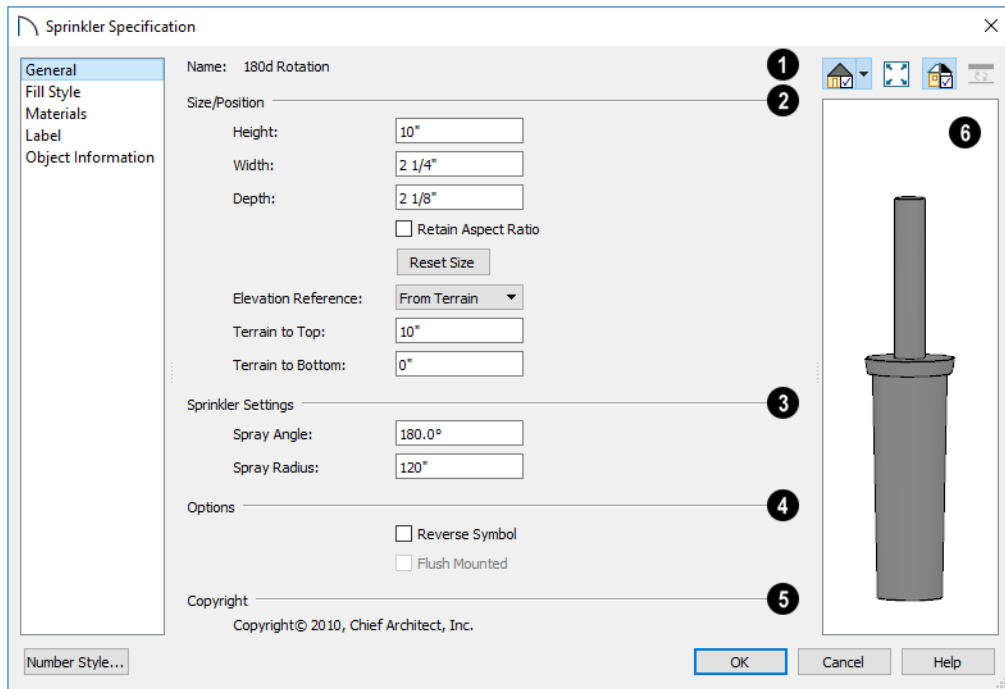 Sprinkler Specification
General
Fill Style
Materials
Label
Object Information
Name: 180d Rotation
1
Size/Position
2
Height: 10"
Width: 2 1/4"
Depth: 2 1/8"
Retain Aspect Ratio
Reset Size
Elevation Reference: From Terrain
Terrain to Top: 10"
Terrain to Bottom: 0"
Sprinkler Settings
3
Spray Angle: 180.0°
Spray Radius: 120"
Options
4
Reverse Symbol
Flush Mounted
Copyright
5
Copyright© 2010, Chief Architect, Inc.
6
Number Style...
OK
Cancel
Help